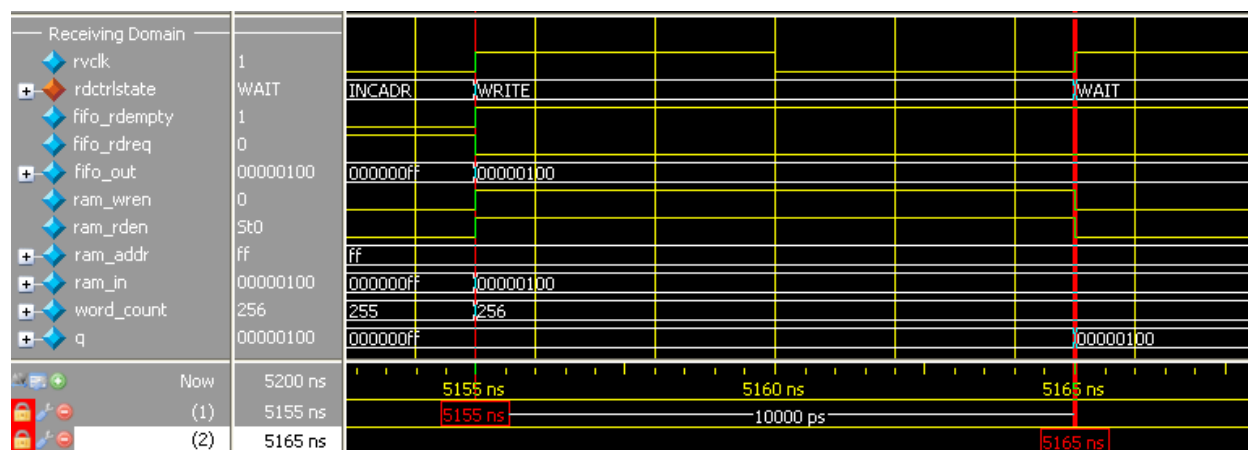 Receiving Domain
rvclk 1
rdctrlstate WAIT INCADR WRITE WAIT
fifo_rdempty 1
fifo_rdreq 0
fifo_out 00000100 000000ff 00000100
ram_wren 0
ram_rden St0
ram_addr ff ff
ram_in 00000100 000000ff 00000100
word_count 256 255 256
q 00000100 000000ff 00000100
Now 5200 ns 5155 ns 5160 ns 5165 ns
(1) 5155 ns 5155 ns 10000 ps
(2) 5165 ns 5165 ns